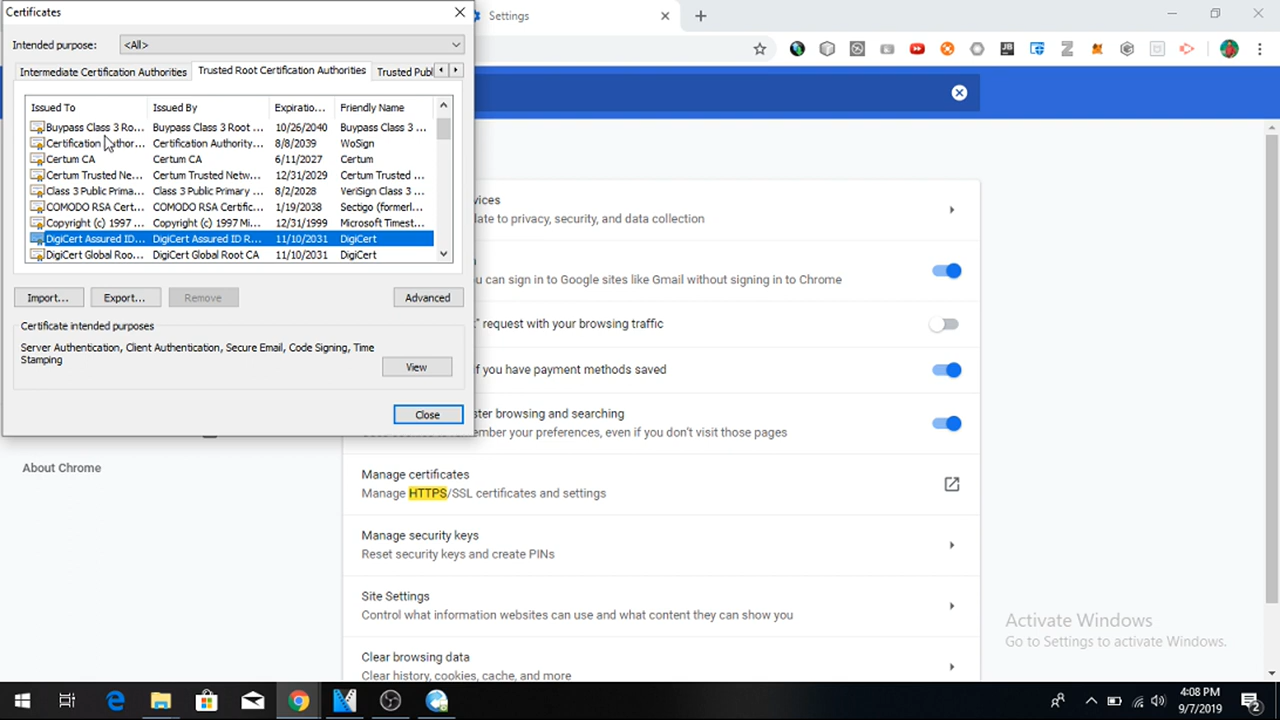 Certificates
Settings
Intended purpose:
<All>
Intermediate Certification Authorities
Trusted Root Certification Authorities
Trusted Publ
Issued To Issued By Expiratio... Friendly Name
Buypass Class 3 Ro... Buypass Class 3 Root ... 10/26/2040 Buypass Class 3 ...
Certification Author... Certification Authority... 8/8/2039 WoSign
Certum CA Certum CA 6/11/2027 Certum
Certum Trusted Ne... Certum Trusted Netw... 12/31/2029 Certum Trusted ...
Class 3 Public Prima... Class 3 Public Primary ... 8/2/2028 VeriSign Class 3 ...
COMODO RSA Cert... COMODO RSA Certific... 1/19/2038 Sectigo (formerl...
Copyright (c) 1997 ... Copyright (c) 1997 Mi... 12/31/1999 Microsoft Timest...
DigiCert Assured ID... DigiCert Assured ID R... 11/10/2031 DigiCert
DigiCert Global Roo... DigiCert Global Root CA 11/10/2031 DigiCert
Import...
Export...
Remove
Advanced
Certificate intended purposes
Server Authentication, Client Authentication, Secure Email, Code Signing, Time
Stamping
View
Close
vices
late to privacy, security, and data collection
u can sign in to Google sites like Gmail without signing in to Chrome
" request with your browsing traffic
if you have payment methods saved
ster browsing and searching
ember your preferences, even if you don't visit those pages
About Chrome
Manage certificates
Manage HTTPS/SSL certificates and settings
Manage security keys
Reset security keys and create PINs
Site Settings
Control what information websites can use and what content they can show you
Clear browsing data
Clear history, cookies, cache, and more
Activate Windows
Go to Settings to activate Windows.
4:08 PM
9/7/2019
2